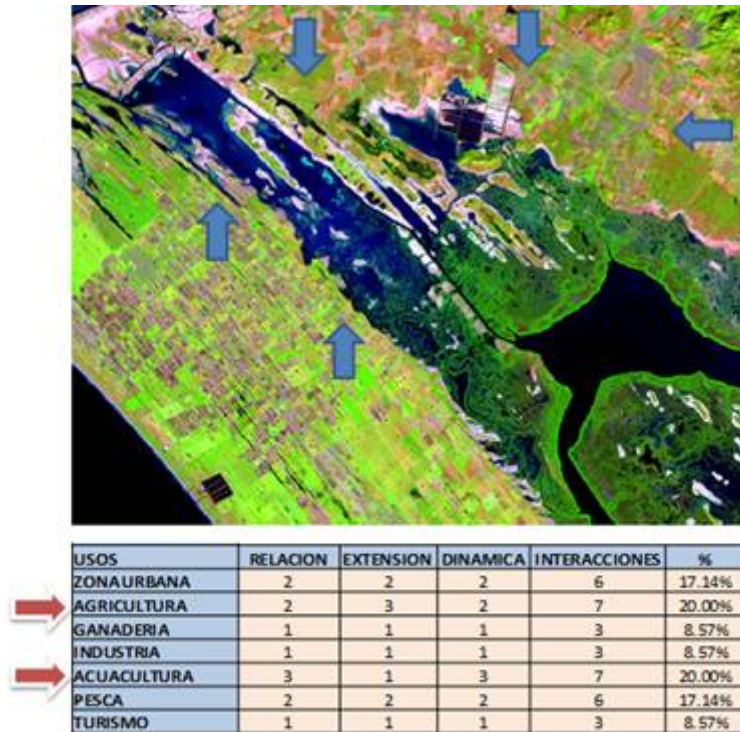 USOS RELACION EXTENSION DINAMICA INTERACCIONES %
ZONA URBANA 2 2 2 6 17.14%
AGRICULTURA 2 3 2 7 20.00%
GANADERIA 1 1 1 3 8.57%
INDUSTRIA 1 1 1 3 8.57%
ACUACULTURA 3 1 3 7 20.00%
PESCA 2 2 2 6 17.14%
TURISMO 1 1 1 3 8.57%